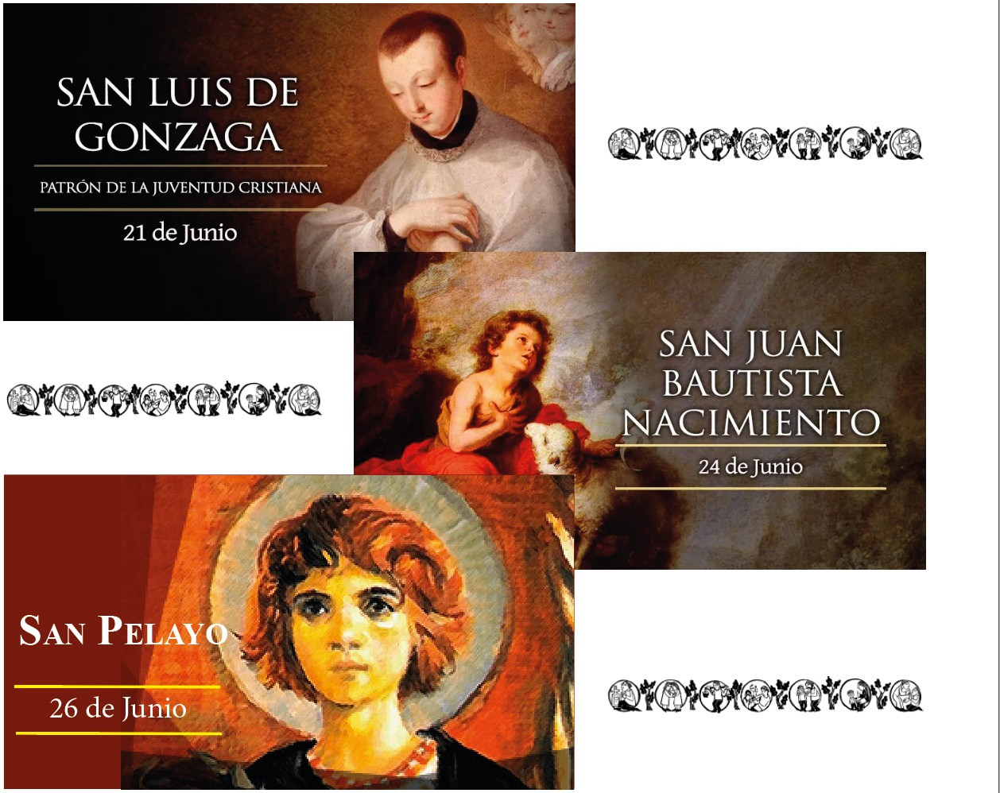 SAN LUIS DE
GONZAGA
PATRÓN DE LA JUVENTUD CRISTIANA
21 de Junio
SAN JUAN
BAUTISTA
NACIMIENTO
24 de Junio
SAN PELAYO
26 de Junio